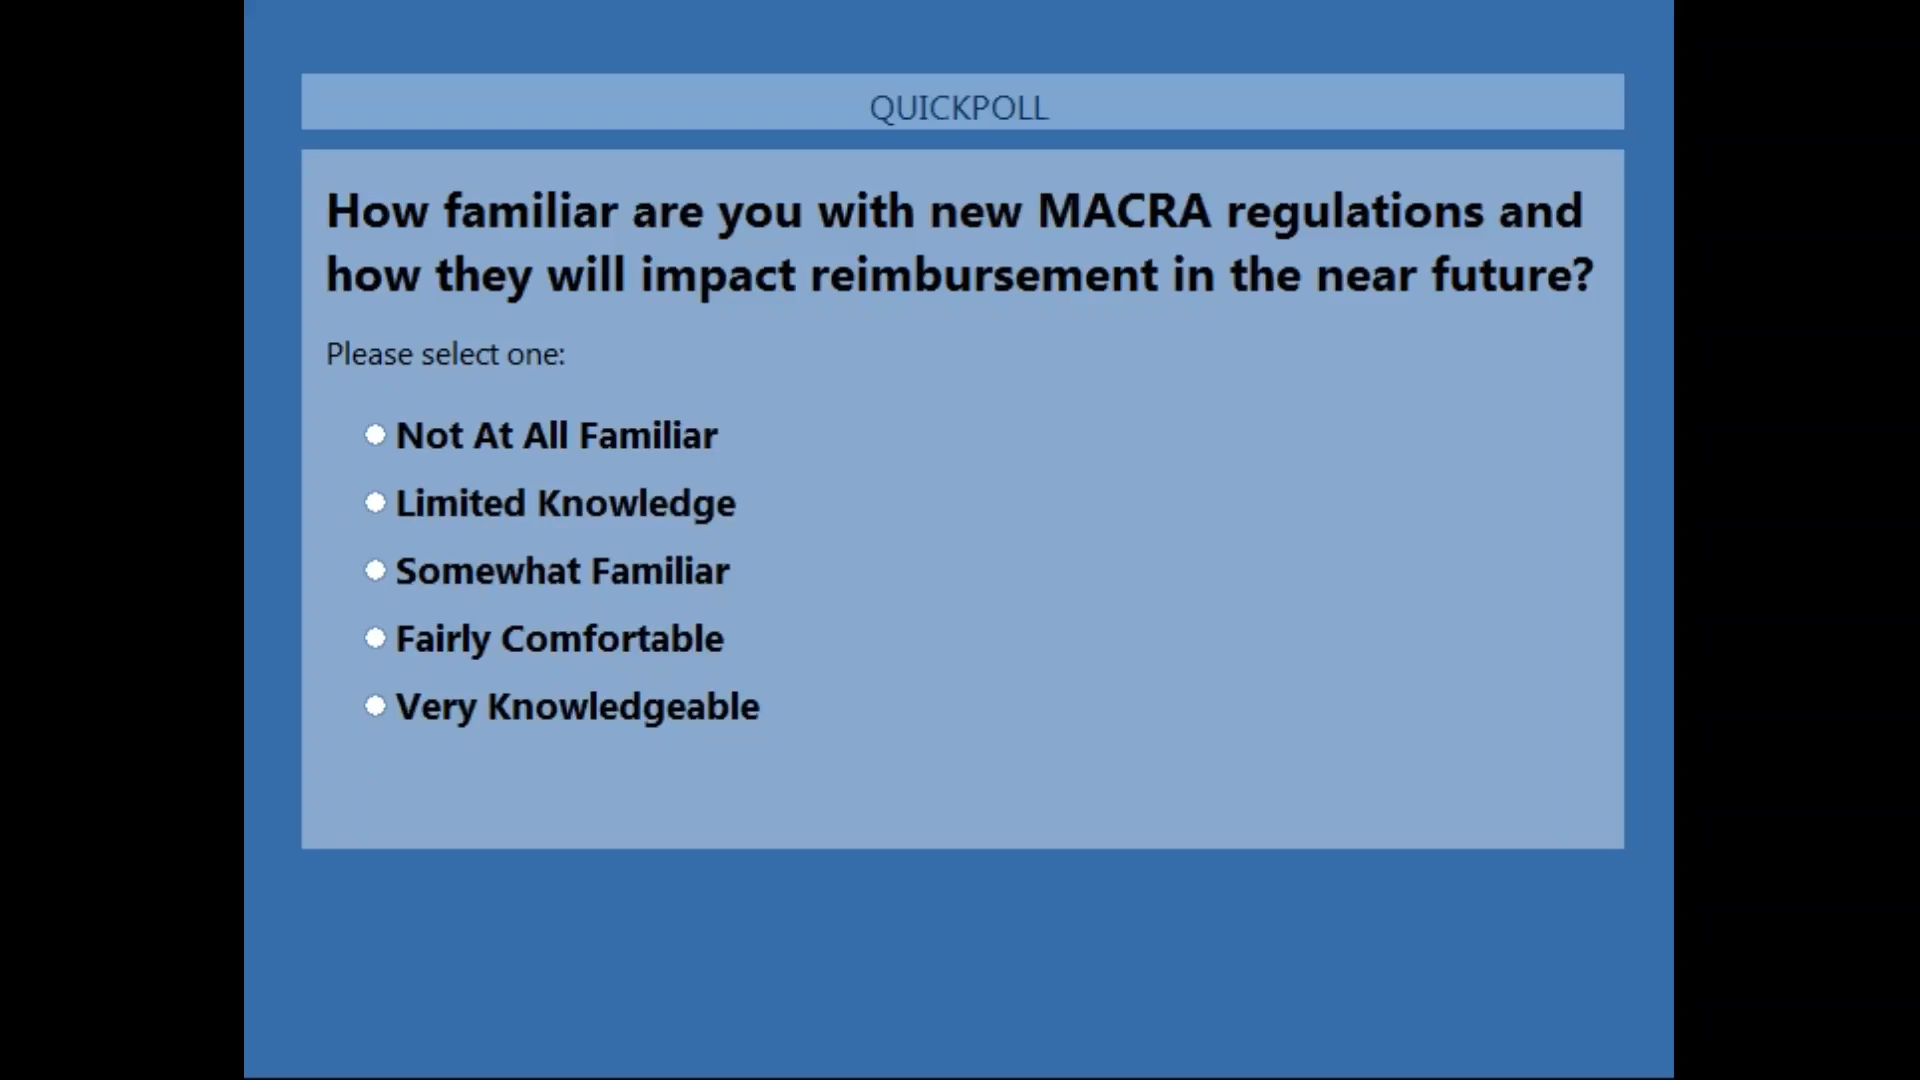 QUICKPOLL
How familiar are you with new MACRA regulations and
how they will impact reimbursement in the near future?
Please select one:
Not At All Familiar
Limited Knowledge
Somewhat Familiar
Fairly Comfortable
Very Knowledgeable